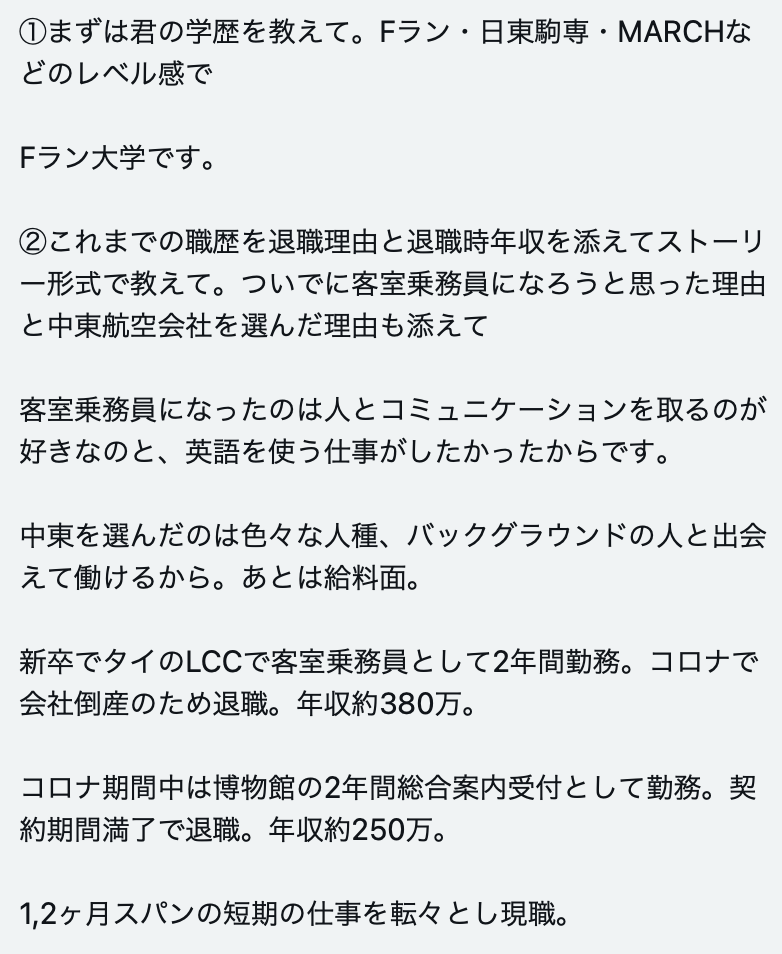 ①まずは君の学歴を教えて。Fラン・日東駒専・MARCHな
どのレベル感で
Fラン大学です。
②これまでの職歴を退職理由と退職時年収を添えてストーリ
ー形式で教えて。ついでに客室乗務員になろうと思った理由
と中東航空会社を選んだ理由も添えて
客室乗務員になったのは人とコミュニケーションを取るのが
好きなのと、英語を使う仕事がしたかったからです。
中東を選んだのは色々な人種、バックグラウンドの人と出会
えて働けるから。あとは給料面。
新卒でタイのLCCで客室乗務員として2年間勤務。コロナで
会社倒産のため退職。年収約380万。
コロナ期間中は博物館の2年間総合案内受付として勤務。契
約期間満了で退職。年収約250万。
1,2ヶ月スパンの短期の仕事を転々とし現職。